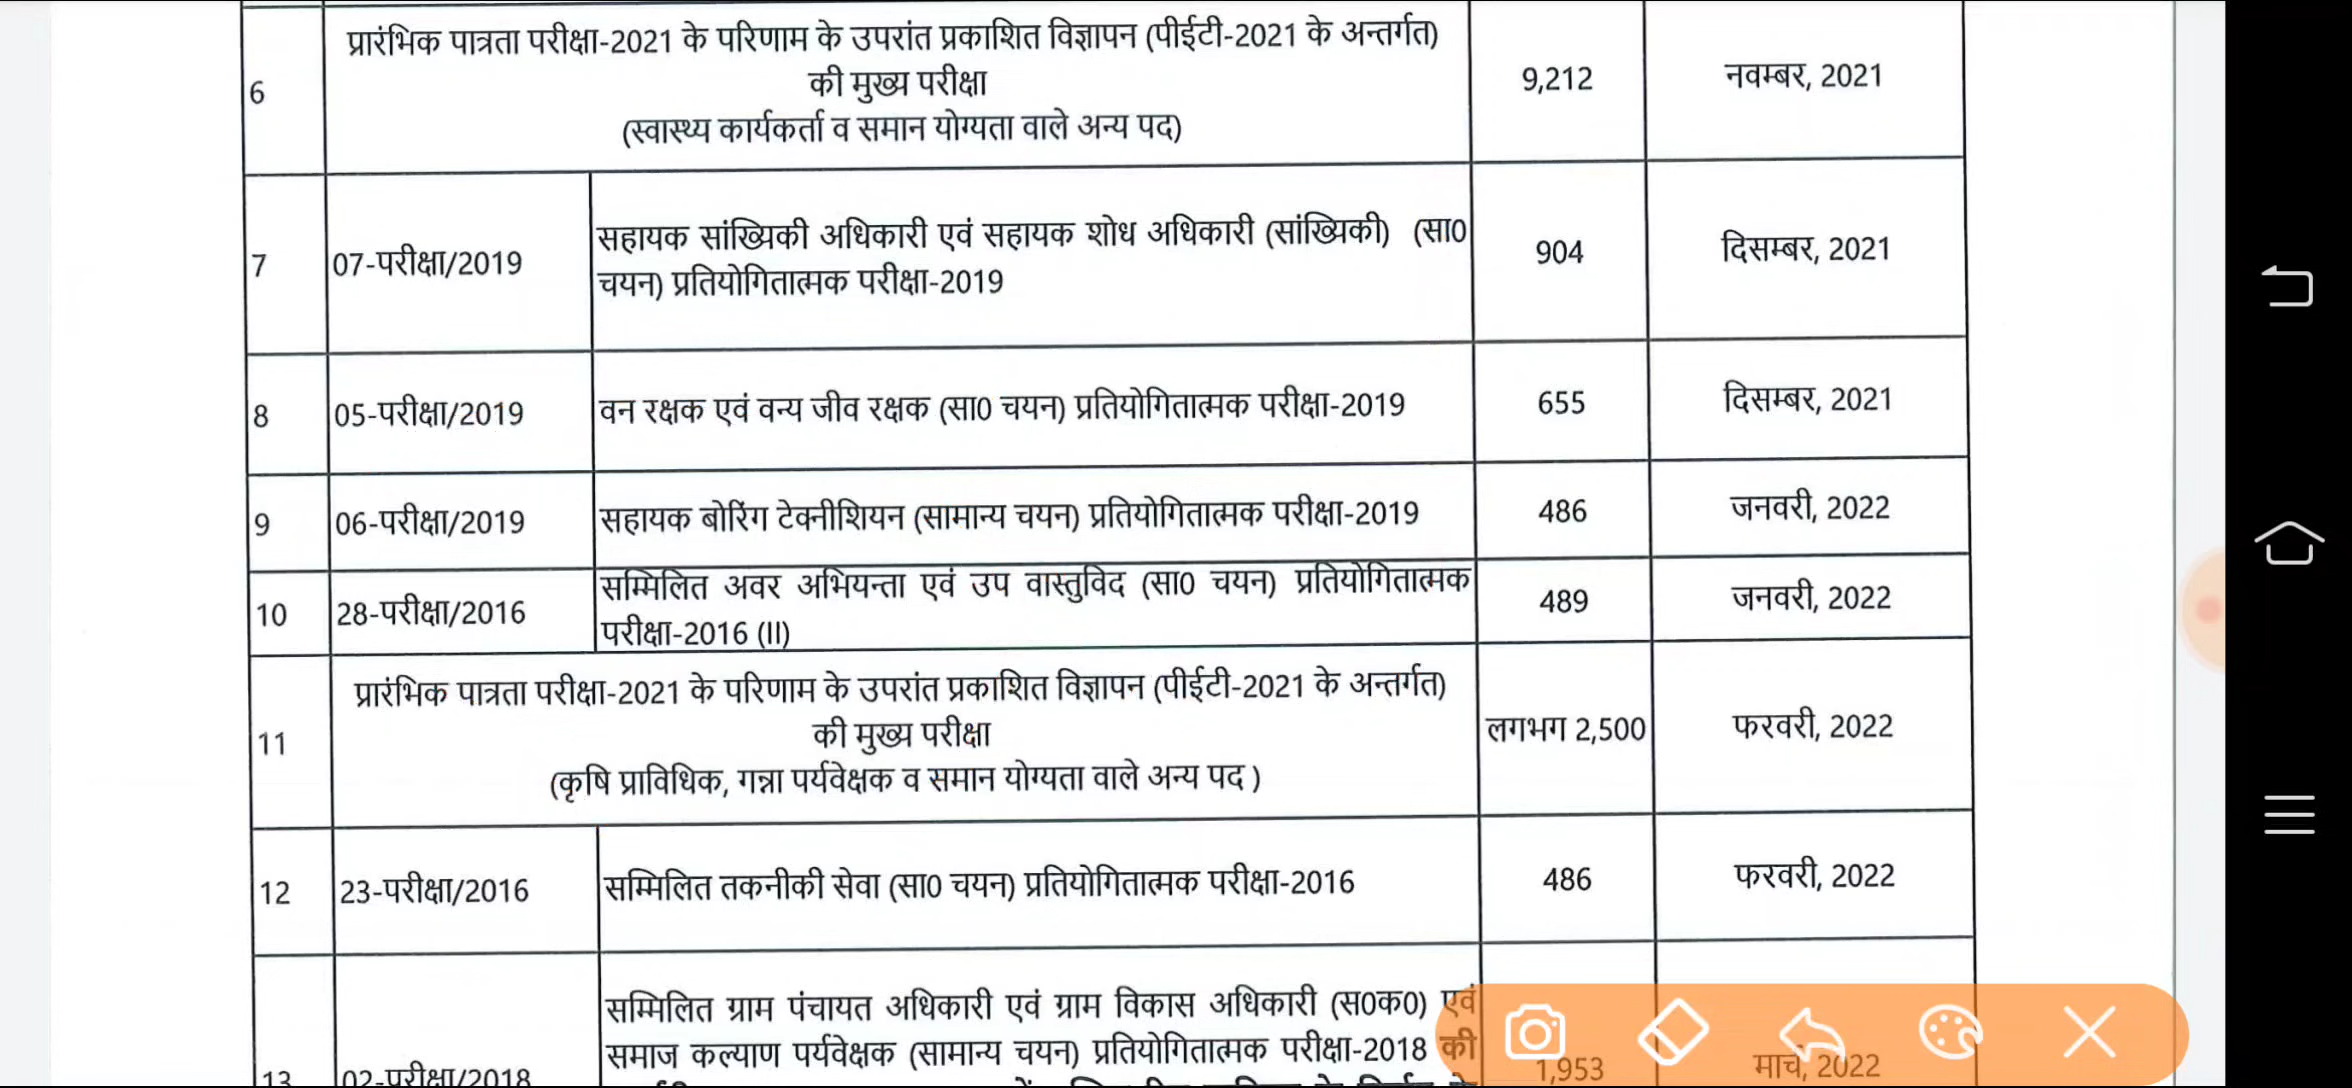 6
प्रारंभिक पात्रता परीक्षा-2021 के परिणाम के उपरांत प्रकाशित विज्ञापन (पीईटी-2021 के अन्तर्गत)
की मुख्य परीक्षा
(स्वास्थ्य कार्यकर्ता व समान योग्यता वाले अन्य पद)
9,212
नवम्बर, 2021
7
07-परीक्षा/2019
सहायक सांख्यिकी अधिकारी एवं सहायक शोध अधिकारी (सांख्यिकी) (सा0
चयन) प्रतियोगितात्मक परीक्षा-2019
904
दिसम्बर, 2021
8
05-परीक्षा/2019
वन रक्षक एवं वन्य जीव रक्षक (सा0 चयन) प्रतियोगितात्मक परीक्षा-2019
655
दिसम्बर, 2021
9
06-परीक्षा/2019
सहायक बोरिंग टेक्नीशियन (सामान्य चयन) प्रतियोगितात्मक परीक्षा-2019
486
जनवरी, 2022
10
28-परीक्षा/2016
सम्मिलित अवर अभियन्ता एवं उप वास्तुविद (सा0 चयन) प्रतियोगितात्मक
परीक्षा-2016 (II)
489
जनवरी, 2022
11
प्रारंभिक पात्रता परीक्षा-2021 के परिणाम के उपरांत प्रकाशित विज्ञापन (पीईटी-2021 के अन्तर्गत)
की मुख्य परीक्षा
(कृषि प्राविधिक, गन्ना पर्यवेक्षक व समान योग्यता वाले अन्य पद )
लगभग 2,500
फरवरी, 2022
12
23-परीक्षा/2016
सम्मिलित तकनीकी सेवा (सा0 चयन) प्रतियोगितात्मक परीक्षा-2016
486
फरवरी, 2022
13
02-परीक्षा/2018
सम्मिलित ग्राम पंचायत अधिकारी एवं ग्राम विकास अधिकारी (स0क0) एवं
समाज कल्याण पर्यवेक्षक (सामान्य चयन) प्रतियोगितात्मक परीक्षा-2018 की
1,953
मार्च, 2022